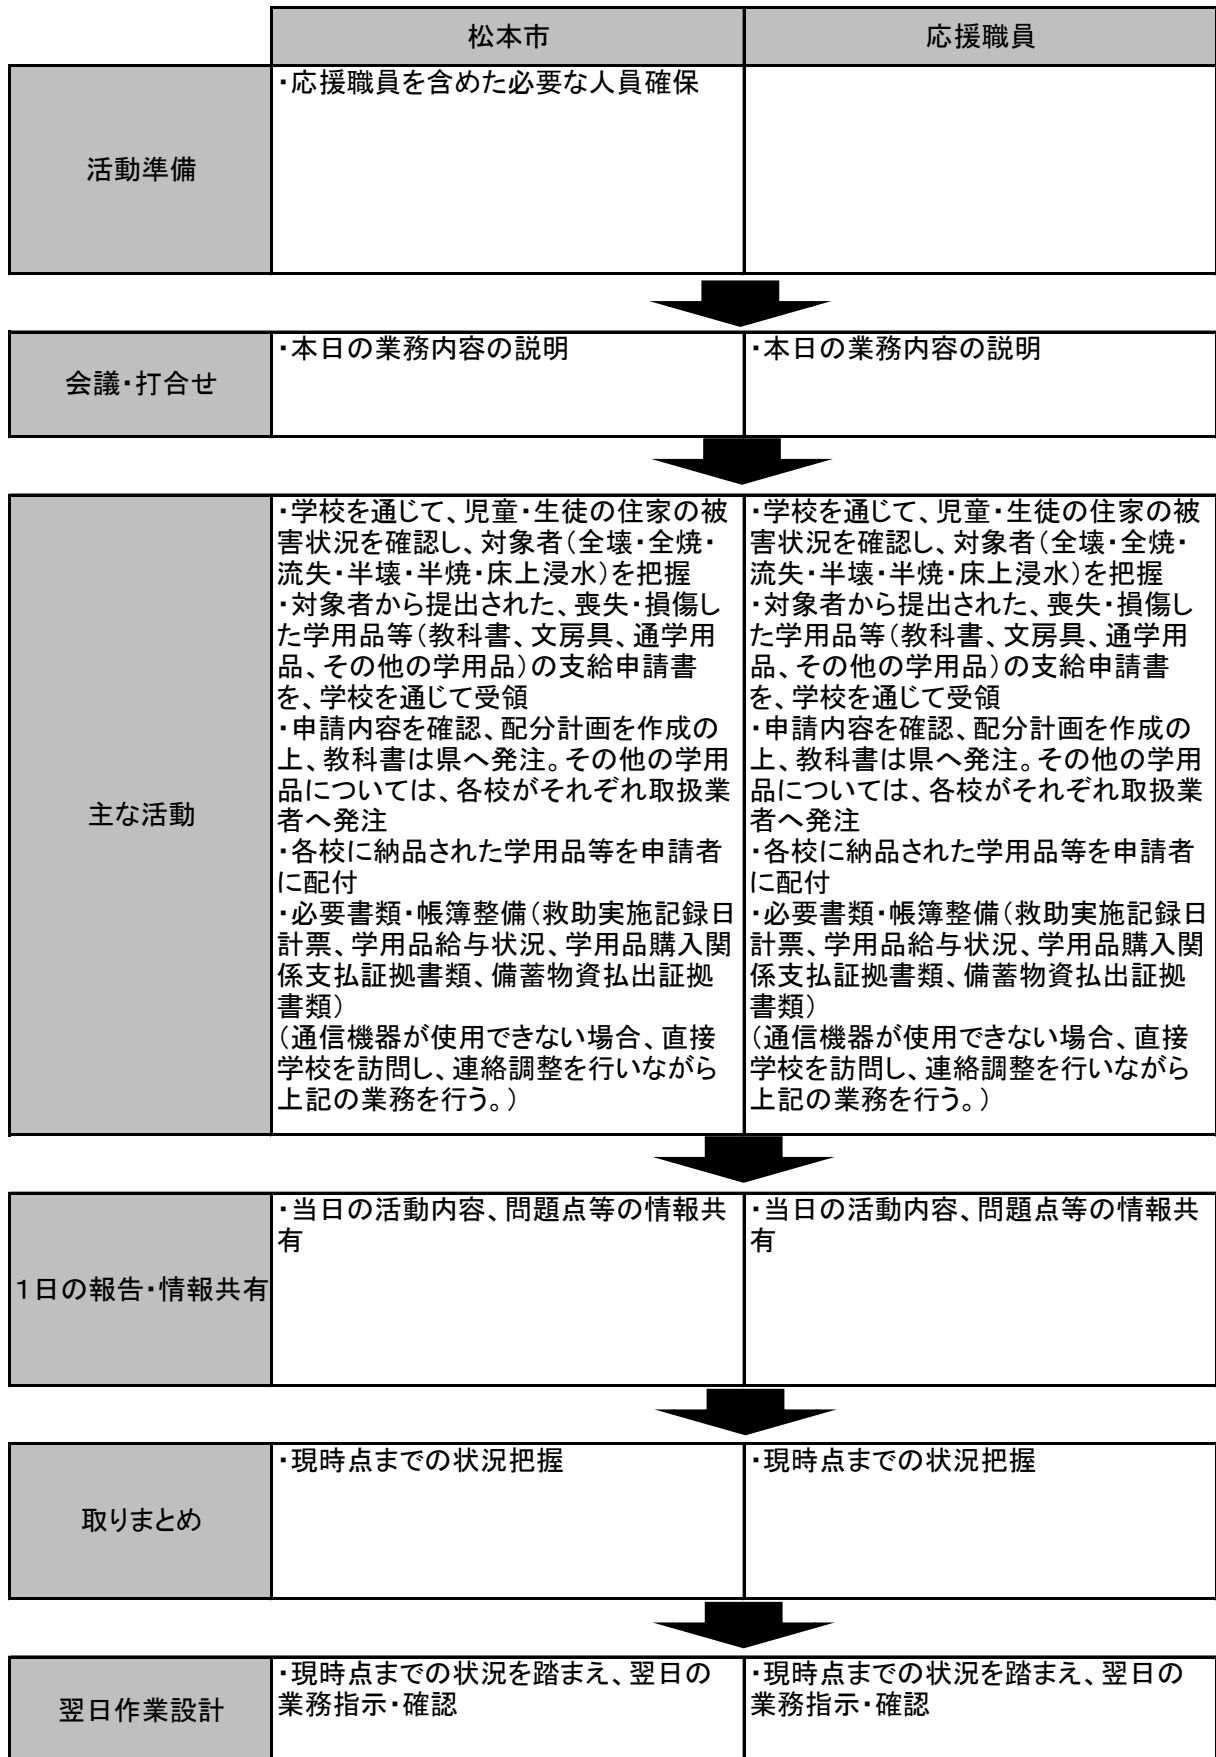 松本市
応援職員
活動準備
・応援職員を含めた必要な人員確保
会議・打合せ
・本日の業務内容の説明
・本日の業務内容の説明
主な活動
・学校を通じて、児童・生徒の住家の被
害状況を確認し、対象者（全壊・全焼・
流失・半壊・半焼・床上浸水）を把握
・対象者から提出された、喪失・損傷し
た学用品等（教科書、文房具、通学用
品、その他の学用品）の支給申請書
を、学校を通じて受領
・申請内容を確認、配分計画を作成の
上、教科書は県へ発注。その他の学用
品については、各校がそれぞれ取扱業
者へ発注
・各校に納品された学用品等を申請者
に配付
・必要書類・帳簿整備（救助実施記録日
計票、学用品給与状況、学用品購入関
係支払証拠書類、備蓄物資払出証拠
書類）
（通信機器が使用できない場合、直接
学校を訪問し、連絡調整を行いながら
上記の業務を行う。）
・学校を通じて、児童・生徒の住家の被
害状況を確認し、対象者（全壊・全焼・
流失・半壊・半焼・床上浸水）を把握
・対象者から提出された、喪失・損傷し
た学用品等（教科書、文房具、通学用
品、その他の学用品）の支給申請書
を、学校を通じて受領
・申請内容を確認、配分計画を作成の
上、教科書は県へ発注。その他の学用
品については、各校がそれぞれ取扱業
者へ発注
・各校に納品された学用品等を申請者
に配付
・必要書類・帳簿整備（救助実施記録日
計票、学用品給与状況、学用品購入関
係支払証拠書類、備蓄物資払出証拠
書類）
（通信機器が使用できない場合、直接
学校を訪問し、連絡調整を行いながら
上記の業務を行う。）
１日の報告・情報共有
・当日の活動内容、問題点等の情報共
有
・当日の活動内容、問題点等の情報共
有
取りまとめ
・現時点までの状況把握
・現時点までの状況把握
翌日作業設計
・現時点までの状況を踏まえ、翌日の
業務指示・確認
・現時点までの状況を踏まえ、翌日の
業務指示・確認